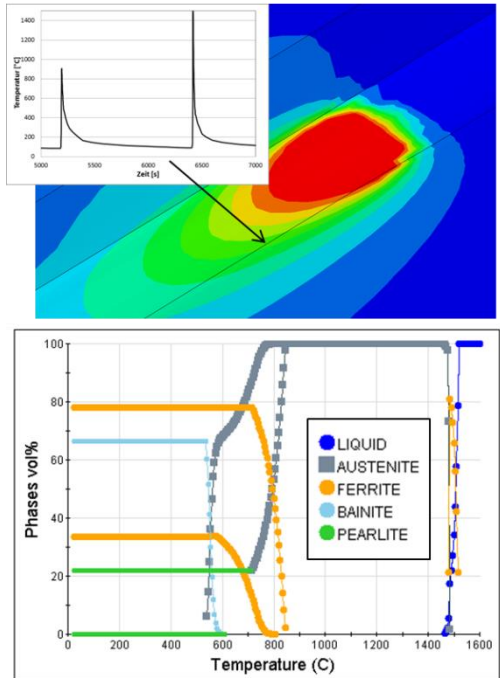 Temperatur [°C]
1400
1200
1000
800
600
400
200
0
5000 5500 6000 6500 7000
Zeit [s]
Phases vol%
100
80
60
40
20
0
LIQUID
AUSTENITE
FERRITE
BAINITE
PEARLITE
0 200 400 600 800 1000 1200 1400 1600
Temperature (C)